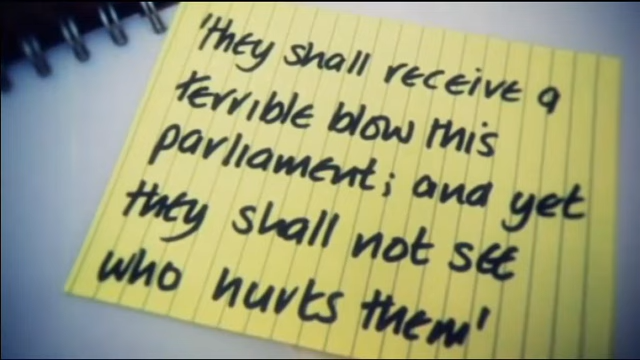 'they shall receive a
terrible blow this
parliament; and yet
they shall not see
who hurts them'